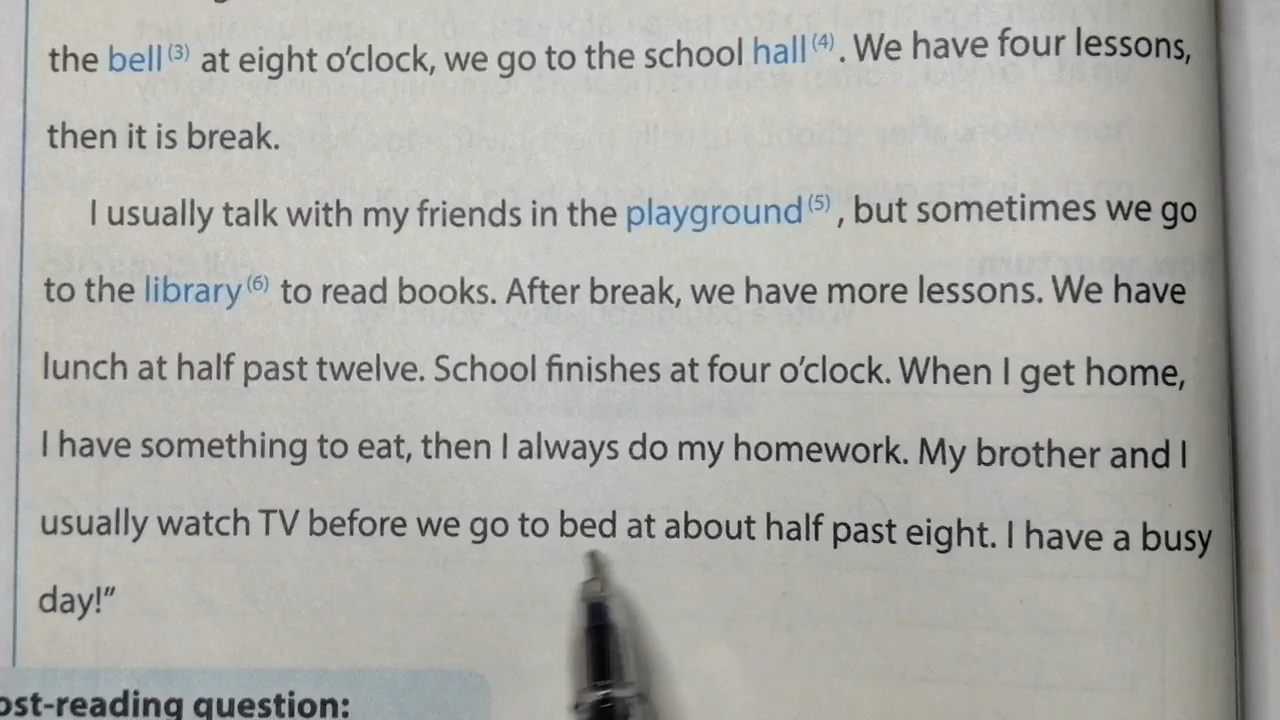 the bell (3) at eight o’clock, we go to the school hall (4). We have four lessons,
then it is break.
I usually talk with my friends in the playground (5), but sometimes we go
to the library (6) to read books. After break, we have more lessons. We have
lunch at half past twelve. School finishes at four o’clock. When I get home,
I have something to eat, then I always do my homework. My brother and I
usually watch TV before we go to bed at about half past eight. I have a busy
day!”
ost-reading question: